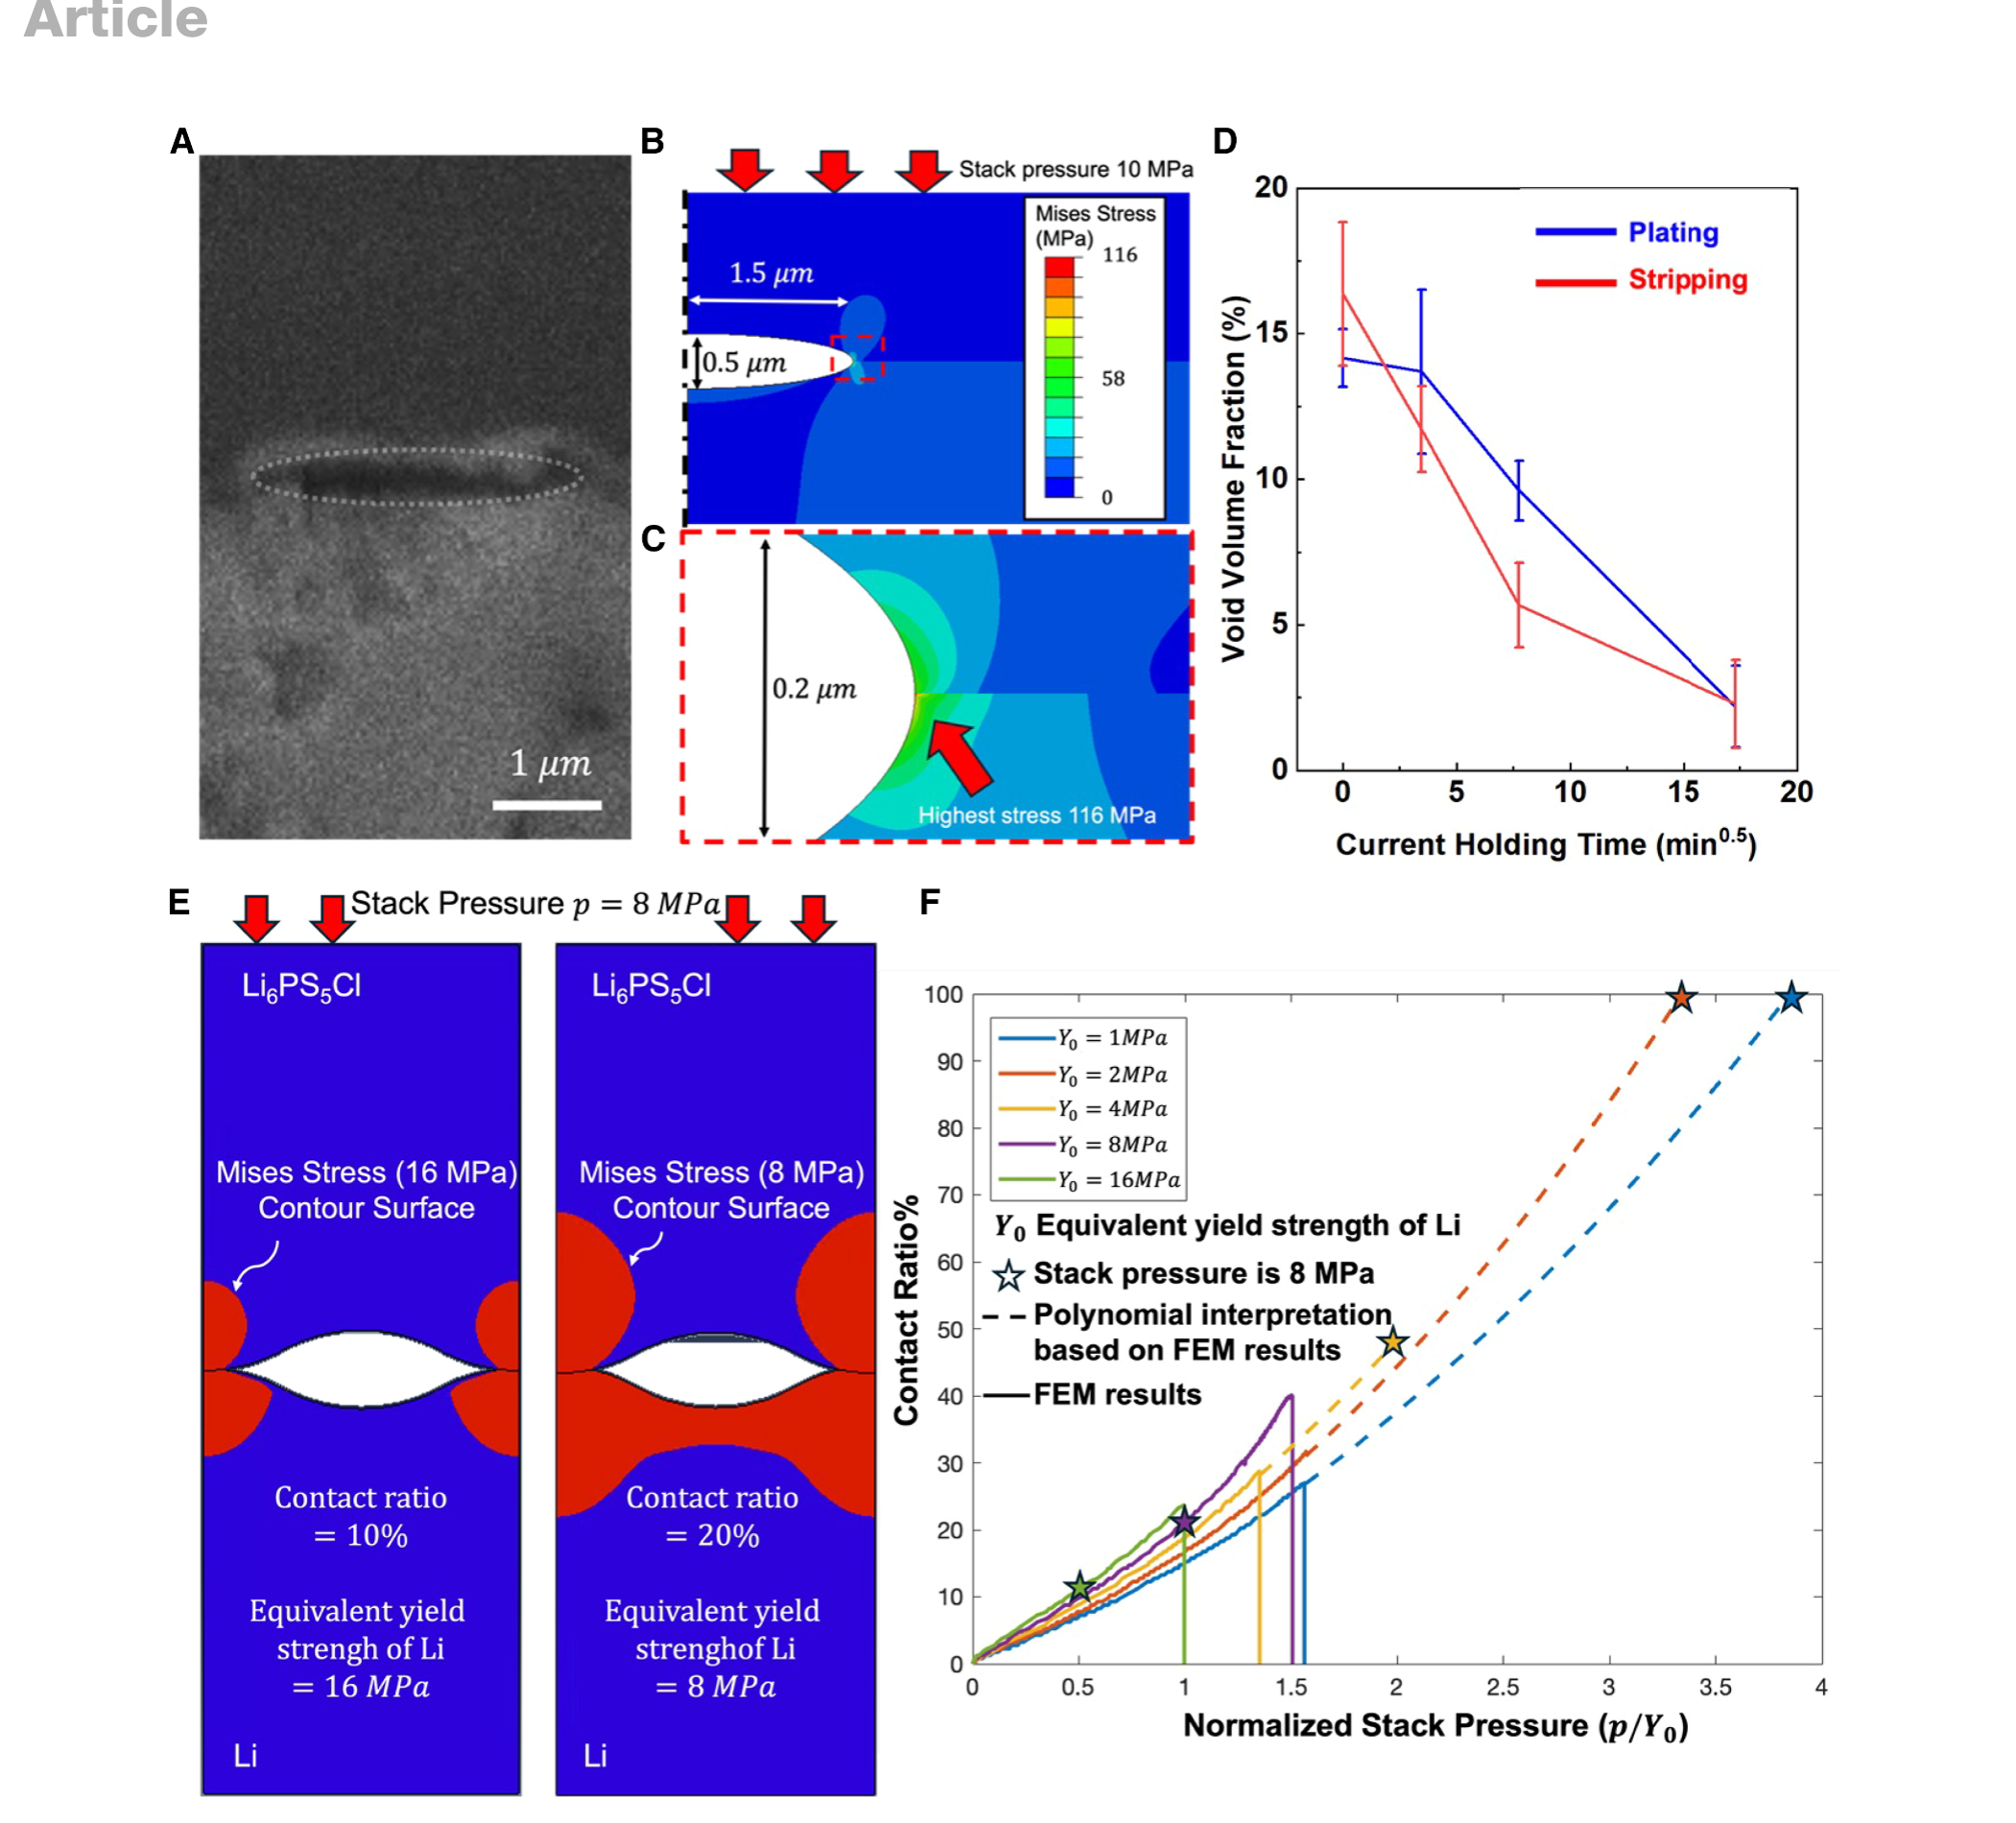 Article
A
1 μm
B
Stack pressure 10 MPa
Mises Stress
(MPa)
116
58
0
1.5 μm
0.5 μm
C
0.2 μm
Highest stress 116 MPa
D
Void Volume Fraction (%)
20
15
10
5
0
Plating
Stripping
0 5 10 15 20
Current Holding Time (min^0.5)
E
Stack Pressure p = 8 MPa
Li₆PS₅Cl
Mises Stress (16 MPa)
Contour Surface
Contact ratio
= 10%
Equivalent yield
strengh of Li
= 16 MPa
Li
Li₆PS₅Cl
Mises Stress (8 MPa)
Contour Surface
Contact ratio
= 20%
Equivalent yield
strenghof Li
= 8 MPa
Li
F
Contact Ratio%
100
90
80
70
60
50
40
30
20
10
0
Y₀ = 1MPa
Y₀ = 2MPa
Y₀ = 4MPa
Y₀ = 8MPa
Y₀ = 16MPa
Y₀ Equivalent yield strength of Li
Stack pressure is 8 MPa
Polynomial interpretation
based on FEM results
FEM results
0 0.5 1 1.5 2 2.5 3 3.5 4
Normalized Stack Pressure (p/Y₀)